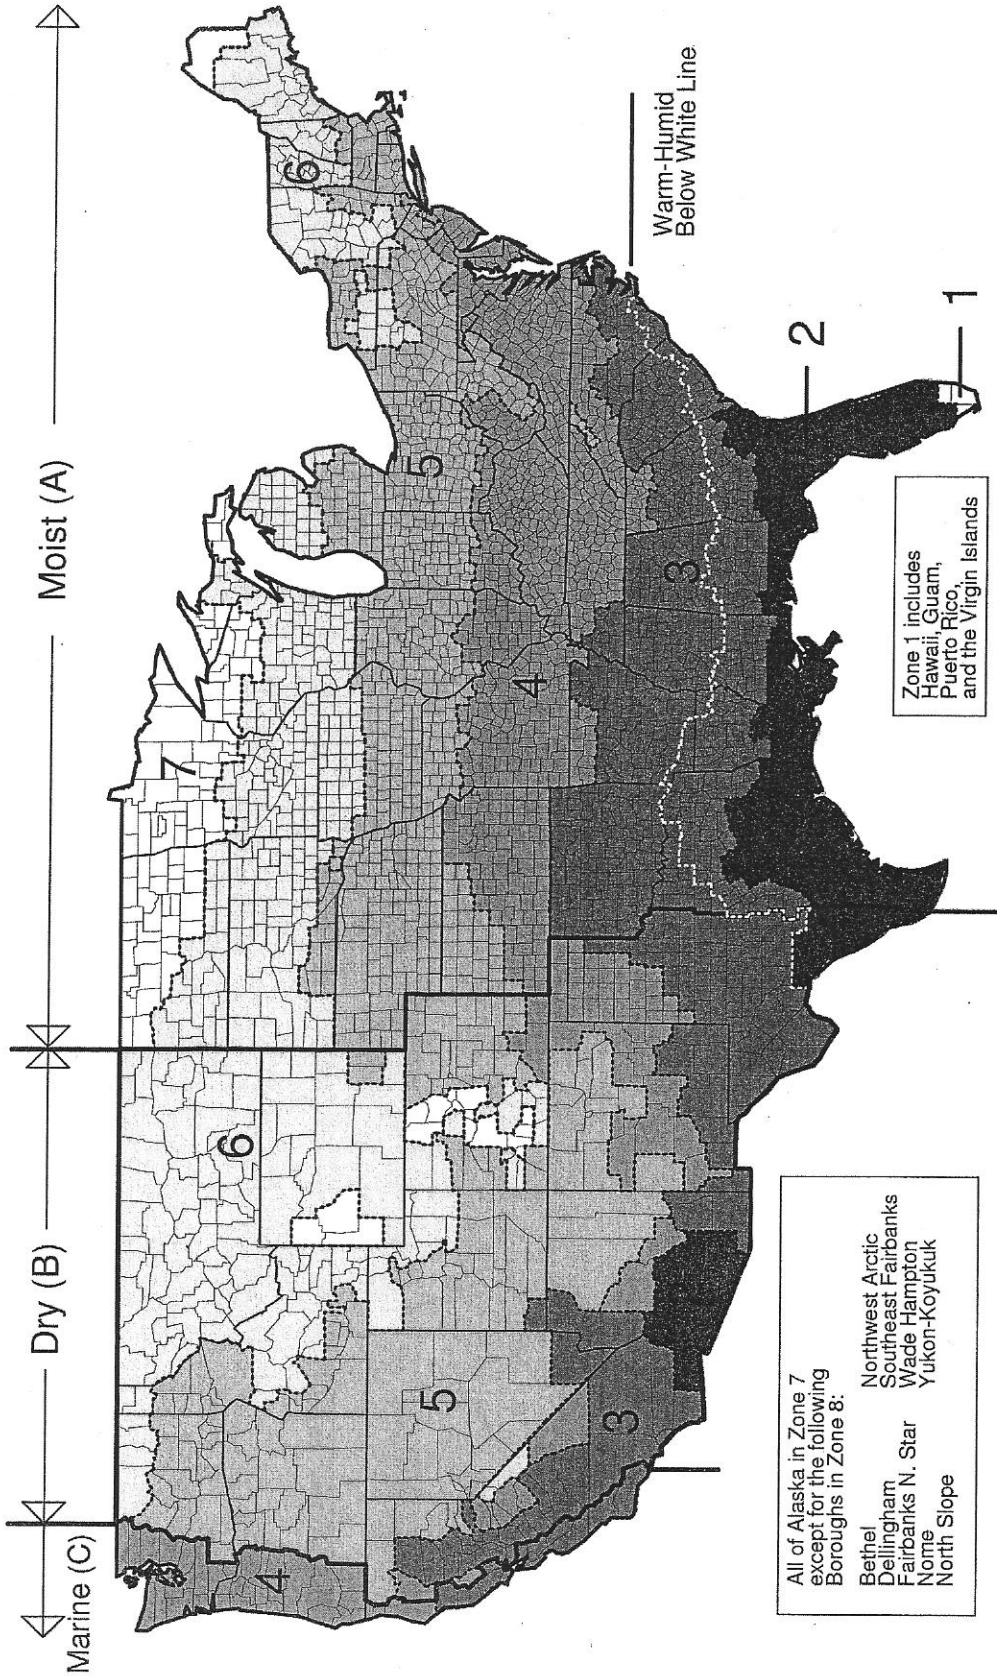 Marine (C)
Dry (B)
Moist (A)
7
6
6
6
5
5
4
4
3
3
2
1
Warm-Humid
Below White Line
All of Alaska in Zone 7
except for the following
Boroughs in Zone 8:
Bethel
Dellingham
Fairbanks N. Star
Nome
North Slope
Northwest Arctic
Southeast Fairbanks
Wade Hampton
Yukon-Koyukuk
Zone 1 includes
Hawaii, Guam,
Puerto Rico,
and the Virgin Islands